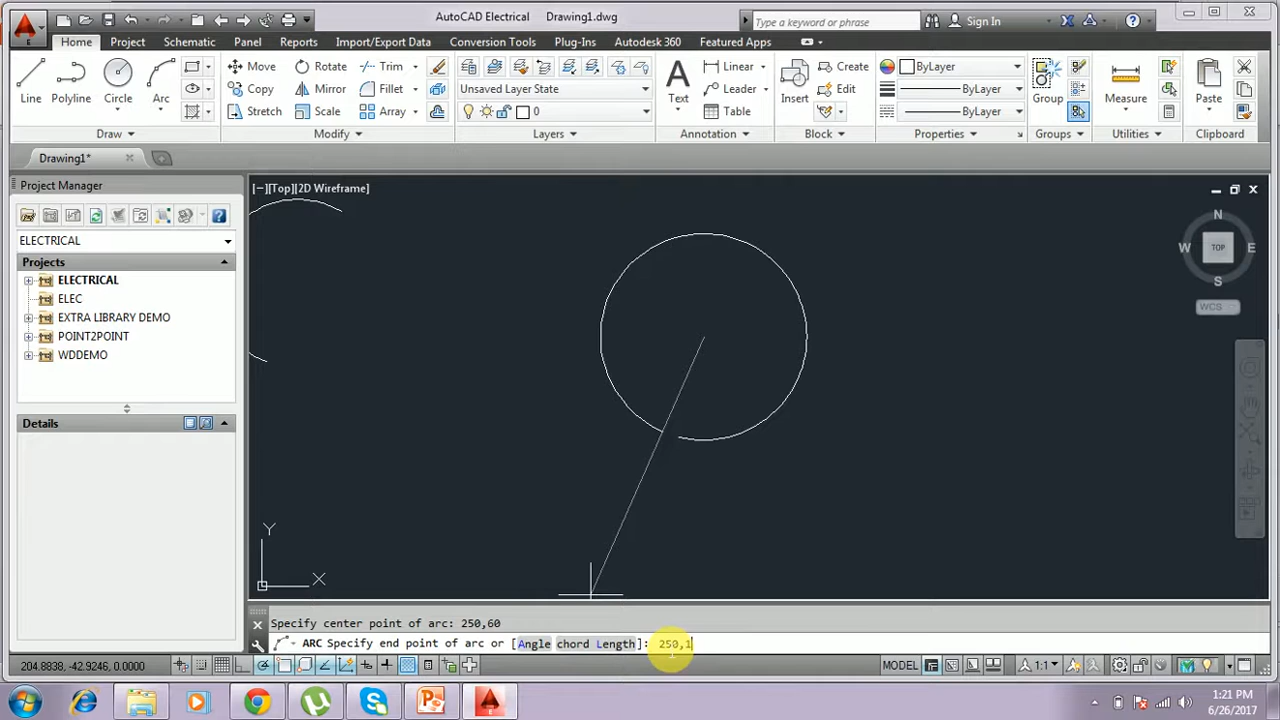 AutoCAD Electrical Drawing1.dwg
Type a keyword or phrase
Sign In
Home Project Schematic Panel Reports Import/Export Data Conversion Tools Plug-Ins Autodesk 360 Featured Apps
Line
Polyline
Circle
Arc
Move Rotate Trim
Copy Mirror Fillet
Stretch Scale Array
Unsaved Layer State
0
Text
Linear
Leader
Table
Insert
Create
Edit
ByLayer
ByLayer
ByLayer
Group
Measure
Paste
Draw Modify Layers Annotation Block Properties Groups Utilities Clipboard
Drawing1*
Project Manager
ELECTRICAL
Projects
ELECTRICAL
ELEC
EXTRA LIBRARY DEMO
POINT2POINT
WDDEMO
Details
[−][Top][2D Wireframe]
N
W TOP E
S
WCS
Y
X
Specify center point of arc: 250,60
ARC Specify end point of arc or [Angle chord Length]: 250,1
204.8838, -42.9246, 0.0000
MODEL
1:1
1:21 PM
6/26/2017